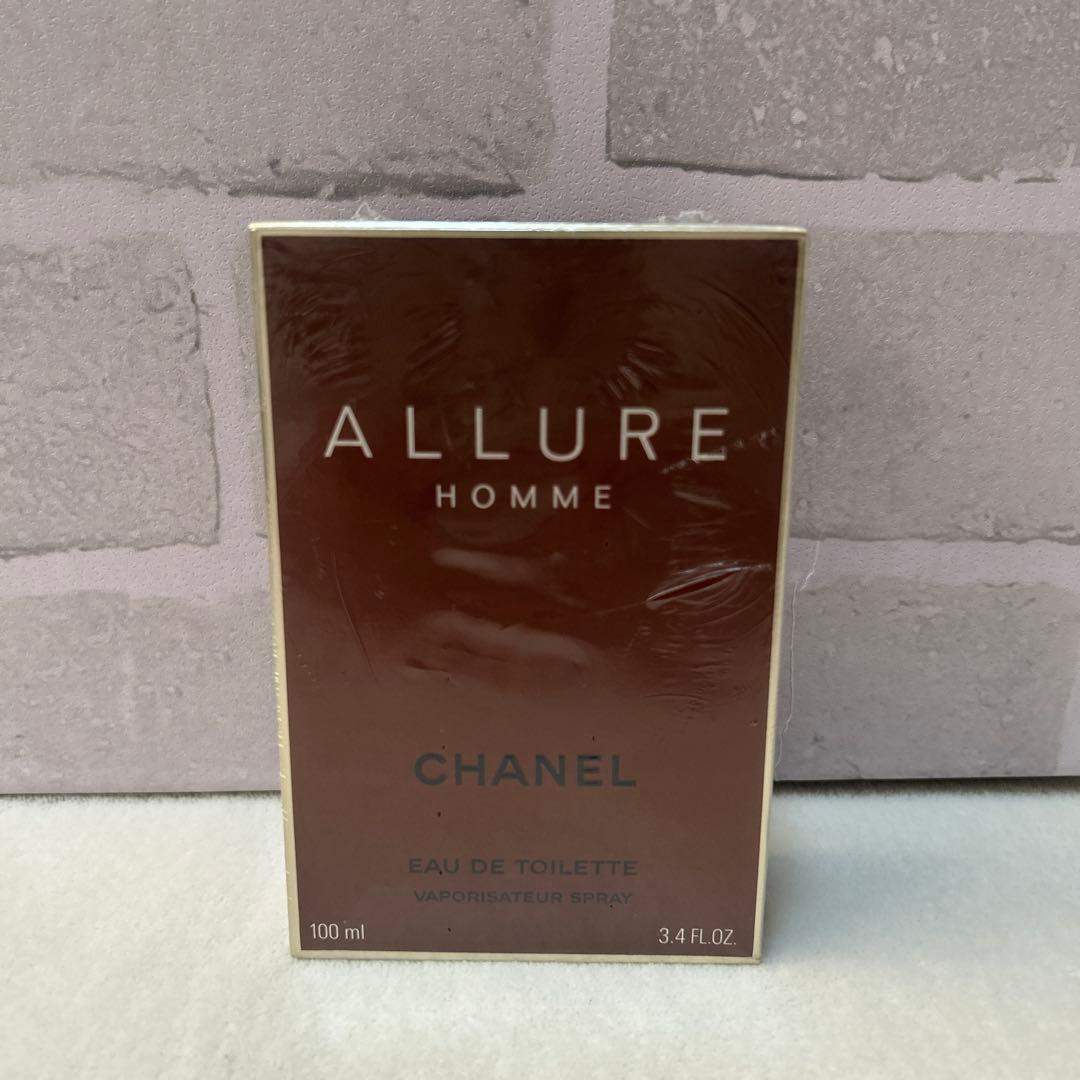 ALLURE
HOMME
CHANEL
EAU DE TOILETTE
VAPORISATEUR SPRAY
100 ml
3.4 FL.OZ.